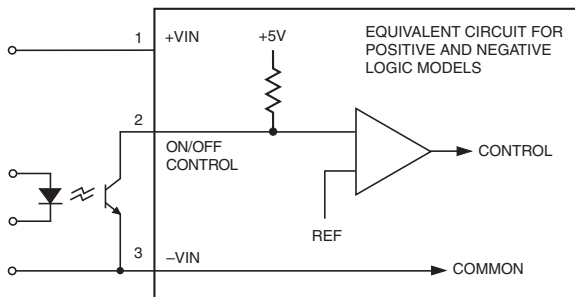 EQUIVALENT CIRCUIT FOR
POSITIVE AND NEGATIVE
LOGIC MODELS
1
+VIN
+5V
2
ON/OFF
CONTROL
CONTROL
REF
3
–VIN
COMMON